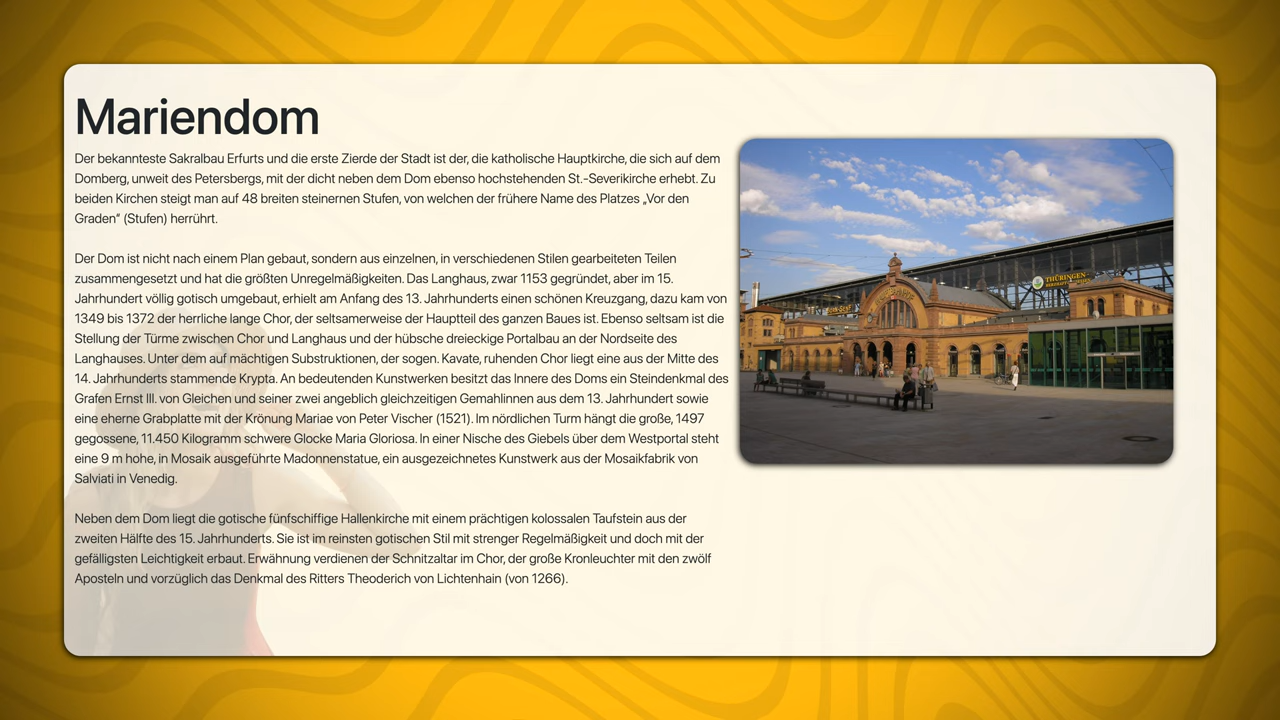 Mariendom
Der bekannteste Sakralbau Erfurts und die erste Zierde der Stadt ist der, die katholische Hauptkirche, die sich auf dem
Domberg, unweit des Petersbergs, mit der dicht neben dem Dom ebenso hochstehenden St.-Severikirche erhebt. Zu
beiden Kirchen steigt man auf 48 breiten steinernen Stufen, von welchen der frühere Name des Platzes „Vor den
Graden“ (Stufen) herrührt.
Der Dom ist nicht nach einem Plan gebaut, sondern aus einzelnen, in verschiedenen Stilen gearbeiteten Teilen
zusammengesetzt und hat die größten Unregelmäßigkeiten. Das Langhaus, zwar 1153 gegründet, aber im 15.
Jahrhundert völlig gotisch umgebaut, erhielt am Anfang des 13. Jahrhunderts einen schönen Kreuzgang, dazu kam von
1349 bis 1372 der herrliche lange Chor, der seltsamerweise der Hauptteil des ganzen Baues ist. Ebenso seltsam ist die
Stellung der Türme zwischen Chor und Langhaus und der hübsche dreieckige Portalbau an der Nordseite des
Langhauses. Unter dem auf mächtigen Substruktionen, der sogen. Kavate, ruhenden Chor liegt eine aus der Mitte des
14. Jahrhunderts stammende Krypta. An bedeutenden Kunstwerken besitzt das Innere des Doms ein Steindenkmal des
Grafen Ernst III. von Gleichen und seiner zwei angeblich gleichzeitigen Gemahlinnen aus dem 13. Jahrhundert sowie
eine eherne Grabplatte mit der Krönung Mariae von Peter Vischer (1521). Im nördlichen Turm hängt die große, 1497
gegossene, 11.450 Kilogramm schwere Glocke Maria Gloriosa. In einer Nische des Giebels über dem Westportal steht
eine 9 m hohe, in Mosaik ausgeführte Madonnenstatue, ein ausgezeichnetes Kunstwerk aus der Mosaikfabrik von
Salviati in Venedig.
Neben dem Dom liegt die gotische fünfschiffige Hallenkirche mit einem prächtigen kolossalen Taufstein aus der
zweiten Hälfte des 15. Jahrhunderts. Sie ist im reinsten gotischen Stil mit strenger Regelmäßigkeit und doch mit der
gefälligsten Leichtigkeit erbaut. Erwähnung verdienen der Schnitzaltar im Chor, der große Kronleuchter mit den zwölf
Aposteln und vorzüglich das Denkmal des Ritters Theoderich von Lichtenhain (von 1266).
THÜRINGEN